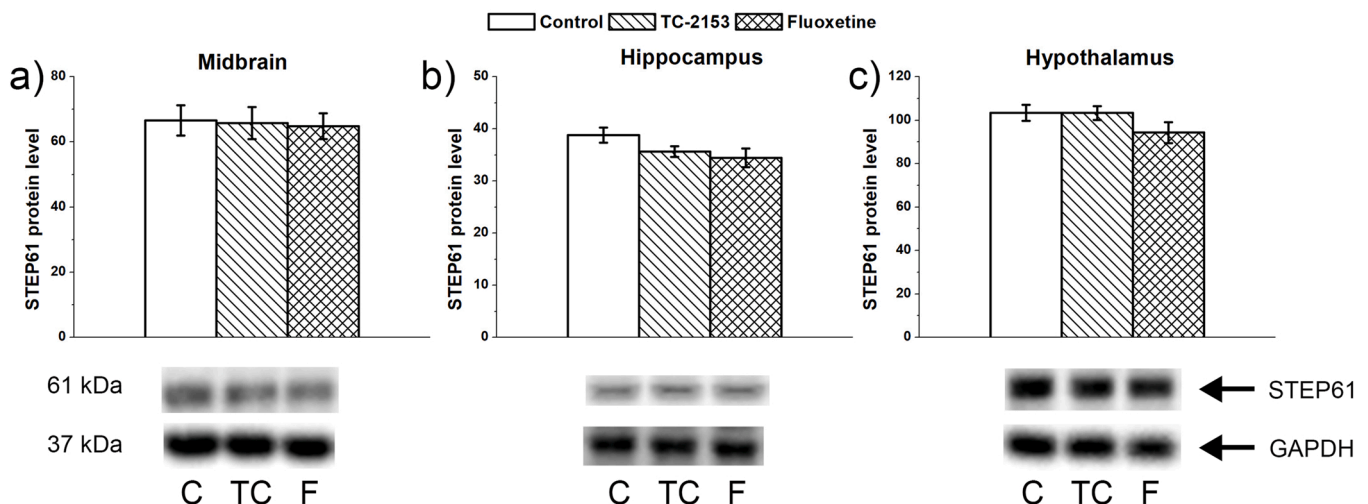 Control TC-2153 Fluoxetine
a) Midbrain
STEP61 protein level
80
60
40
20
0
b) Hippocampus
STEP61 protein level
50
40
30
20
10
0
c) Hypothalamus
STEP61 protein level
120
100
80
60
40
20
0
61 kDa
STEP61
37 kDa
GAPDH
C TC F
C TC F
C TC F